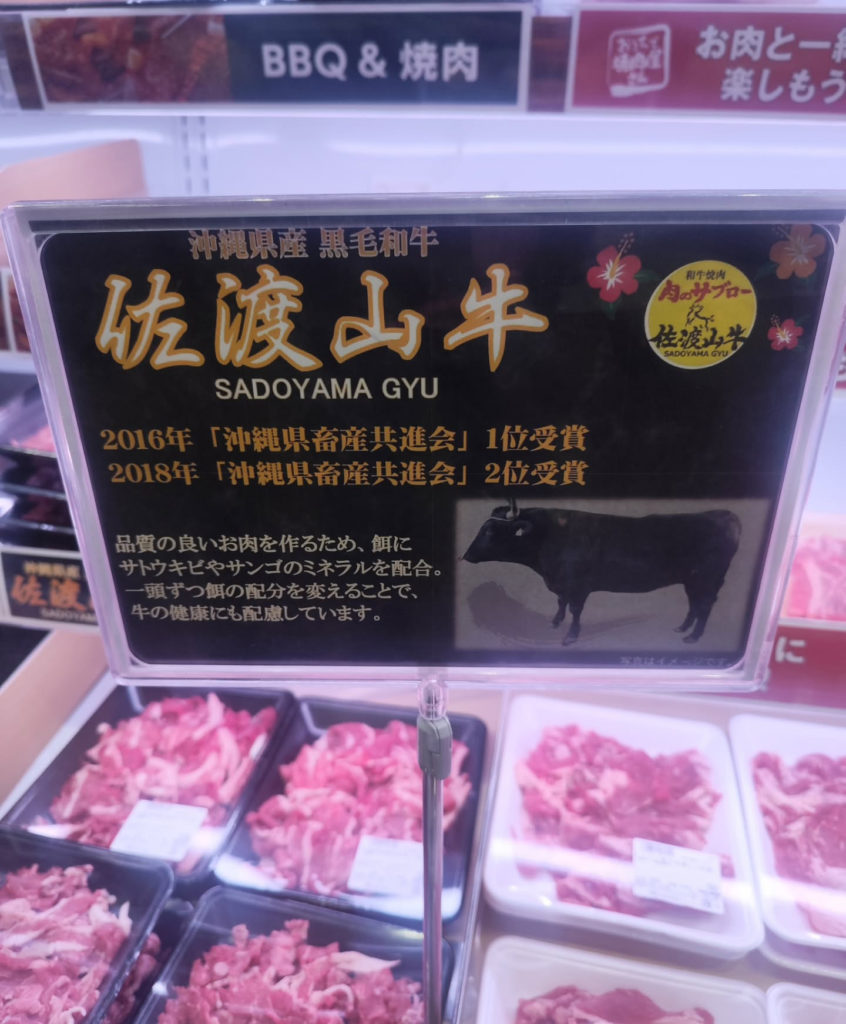 BBQ & 焼肉
お肉と一緒
楽しもう
沖縄県産 黒毛和牛
佐渡山牛
SADOYAMA GYU
和牛焼肉
肉のサブロー
佐渡山牛
SADOYAMA GYU
2016年「沖縄県畜産共進会」1位受賞
2018年「沖縄県畜産共進会」2位受賞
品質の良いお肉を作るため、餌に
サトウキビやサンゴのミネラルを配合。
一頭ずつ餌の配分を変えることで、
牛の健康にも配慮しています。
写真はイメージです
沖縄県産
佐渡
SADOYAMA
に